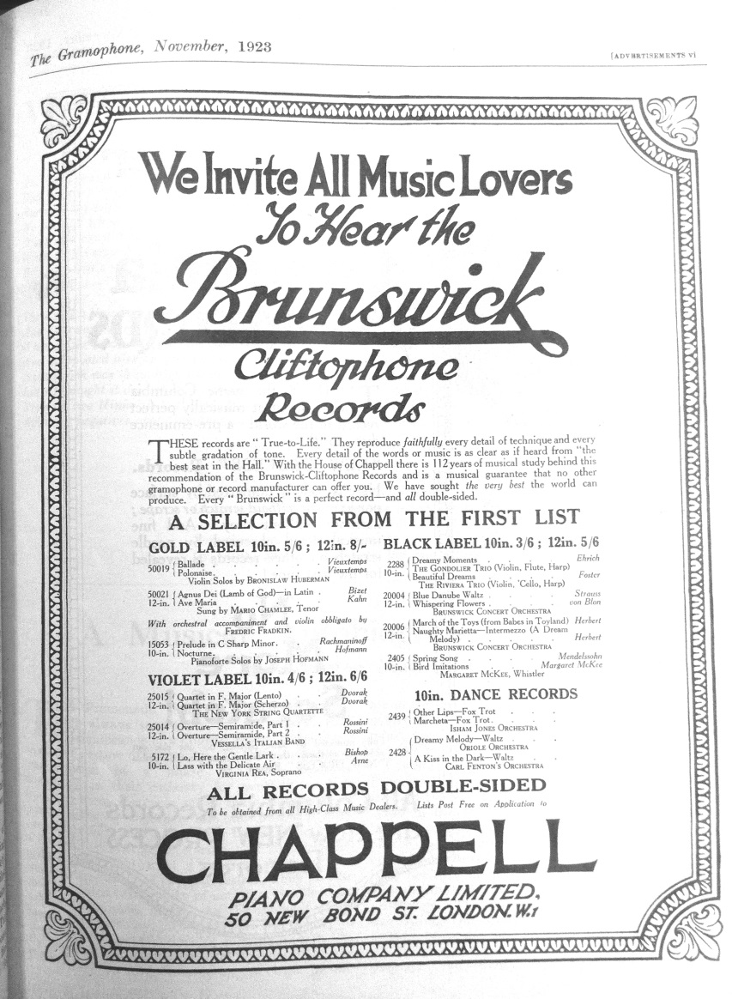 The Gramophone, November, 1923
[ADVERTISEMENTS vi
We Invite All Music Lovers
To Hear the
Brunswick
Cliftophone
Records
THESE records are "True-to-Life." They reproduce faithfully every detail of technique and every
subtle gradation of tone. Every detail of the words or music is as clear as if heard from "the
best seat in the Hall." With the House of Chappell there is 112 years of musical study behind this
recommendation of the Brunswick-Cliftophone Records and is a musical guarantee that no other
gramophone or record manufacturer can offer you. We have sought the very best the world can
produce. Every "Brunswick" is a perfect record—and all double-sided.
A SELECTION FROM THE FIRST LIST
GOLD LABEL 10in. 5/6 ; 12in. 8/-
50019 { Ballade . . . . . Vieuxtemps
Polonaise . . . . . Vieuxtemps
Violin Solos by BRONISLAW HUBERMAN
50021 { Agnus Dei (Lamb of God)—in Latin . Bizet
12-in. { Ave Maria . . . . Kahn
Sung by MARIO CHAMLEE, Tenor
With orchestral accompaniment and violin obbligato by
FREDRIC FRADKIN.
15053 { Prelude in C Sharp Minor . . Rachmaninoff
10-in. { Nocturne . . . . . Hofmann
Pianoforte Solos by JOSEPH HOFMANN
VIOLET LABEL 10in. 4/6 ; 12in. 6/6
25015 { Quartet in F. Major (Lento) . . Dvorak
12-in. { Quartet in F. Major (Scherzo) . . Dvorak
THE NEW YORK STRING QUARTETTE
25014 { Overture—Semiramide, Part 1 . Rossini
12-in. { Overture—Semiramide, Part 2 . Rossini
VESSELLA'S ITALIAN BAND
5172 { Lo, Here the Gentle Lark . . . Bishop
10-in. { Lass with the Delicate Air . . Arne
VIRGINIA REA, Soprano
BLACK LABEL 10in. 3/6 ; 12in. 5/6
2288 { Dreamy Moments . . . . Ehrich
THE GONDOLIER TRIO (Violin, Flute, Harp)
10-in. { Beautiful Dreams . . . . Foster
THE RIVIERA TRIO (Violin, 'Cello, Harp)
20004 { Blue Danube Waltz . . . . Strauss
12-in. { Whispering Flowers . . . . von Blon
BRUNSWICK CONCERT ORCHESTRA
20006 { March of the Toys (from Babes in Toyland) Herbert
12-in. { Naughty Marietta—Intermezzo (A Dream
Melody) . . . . . Herbert
BRUNSWICK CONCERT ORCHESTRA
2405 { Spring Song . . . . . Mendelssohn
10-in. { Bird Imitations . . . Margaret McKee
MARGARET MCKEE, Whistler
10in. DANCE RECORDS
2439 { Other Lips—Fox Trot . . .
Marcheta—Fox Trot . . . .
ISHAM JONES ORCHESTRA
2428 { Dreamy Melody—Waltz . . .
ORIOLE ORCHESTRA
A Kiss in the Dark—Waltz . . .
CARL FENTON'S ORCHESTRA
ALL RECORDS DOUBLE-SIDED
To be obtained from all High-Class Music Dealers. Lists Post Free on Application to
CHAPPELL
PIANO COMPANY LIMITED,
50 NEW BOND ST. LONDON. W.1